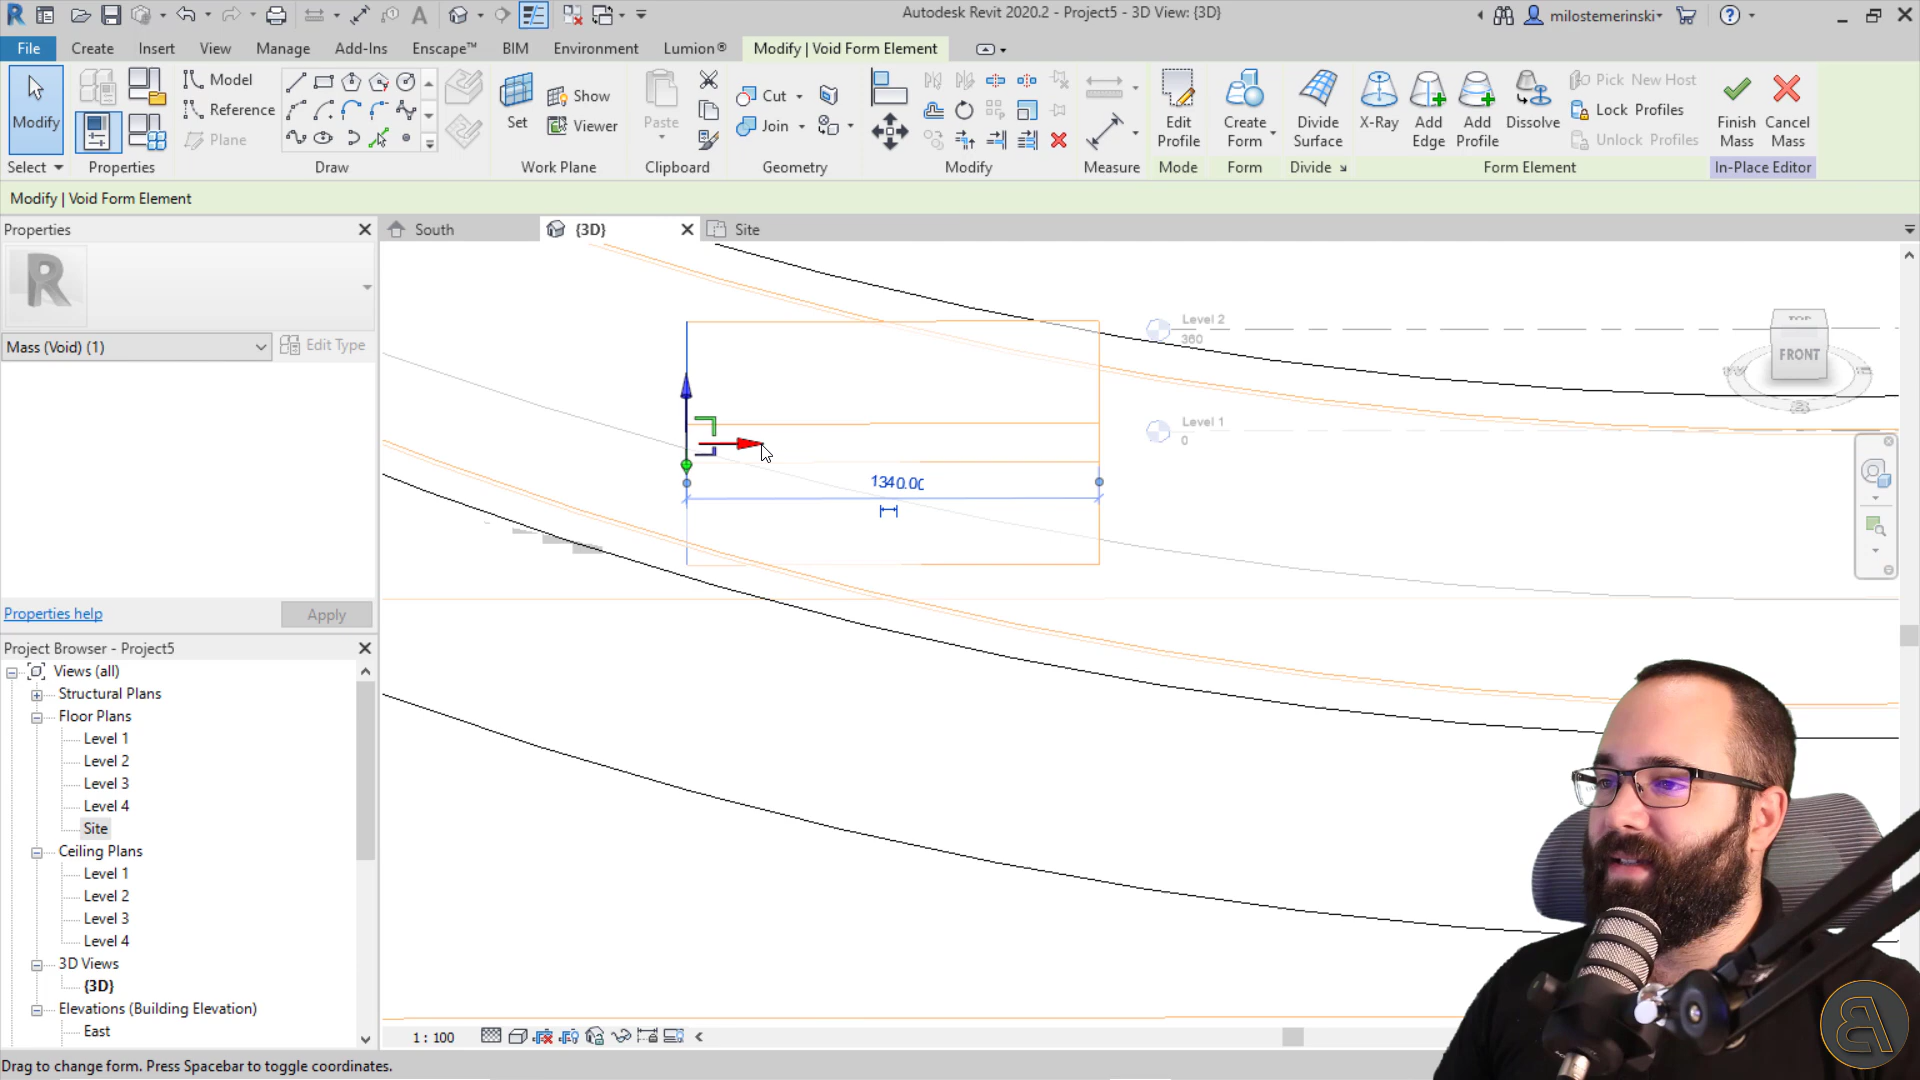 Autodesk Revit 2020.2 - Project5 - 3D View: {3D}
milostemerinski
File Create Insert View Manage Add-Ins Enscape™ BIM Environment Lumion® Modify | Void Form Element
Modify
Model
Reference
Plane
Set
Show
Viewer
Paste
Cut
Join
Edit Profile
Create Form
Divide Surface
X-Ray
Add Edge
Add Profile
Dissolve
Pick New Host
Lock Profiles
Unlock Profiles
Finish Mass
Cancel Mass
Select Properties Draw Work Plane Clipboard Geometry Modify Measure Mode Form Divide Form Element In-Place Editor
Modify | Void Form Element
Properties
South
{3D}
Site
R
Mass (Void) (1)
Edit Type
Properties help
Apply
Level 2
360
Level 1
0
1340.00
TOP
FRONT
Project Browser - Project5
Views (all)
Structural Plans
Floor Plans
Level 1
Level 2
Level 3
Level 4
Site
Ceiling Plans
Level 1
Level 2
Level 3
Level 4
3D Views
{3D}
Elevations (Building Elevation)
East
1 : 100
Drag to change form. Press Spacebar to toggle coordinates.